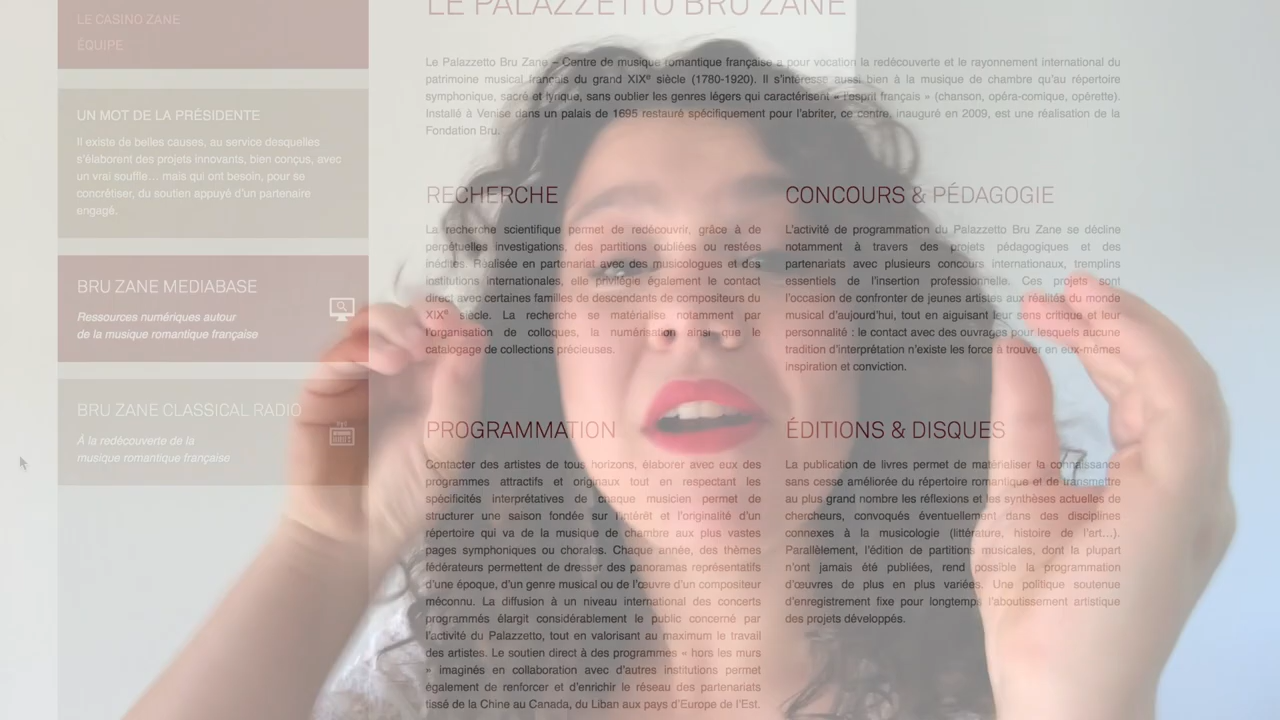 LE PALAZZETTO BRU ZANE
LE CASINO ZANE
ÉQUIPE
UN MOT DE LA PRÉSIDENTE
Il existe de belles causes, au service desquelles
s'élaborent des projets innovants, bien conçus, avec
un vrai souffle… mais qui ont besoin, pour se
concrétiser, du soutien appuyé d'un partenaire
engagé.
BRU ZANE MEDIABASE
Ressources numériques autour
de la musique romantique française
BRU ZANE CLASSICAL RADIO
À la redécouverte de la
musique romantique française
Le Palazzetto Bru Zane – Centre de musique romantique française a pour vocation la redécouverte et le rayonnement international du
patrimoine musical français du grand XIXe siècle (1780-1920). Il s'intéresse aussi bien à la musique de chambre qu'au répertoire
symphonique, sacré et lyrique, sans oublier les genres légers qui caractérisent « l'esprit français » (chanson, opéra-comique, opérette).
Installé à Venise dans un palais de 1695 restauré spécifiquement pour l'abriter, ce centre, inauguré en 2009, est une réalisation de la
Fondation Bru.
RECHERCHE
La recherche scientifique permet de redécouvrir, grâce à de
perpétuelles investigations, des partitions oubliées ou restées
inédites. Réalisée en partenariat avec des musicologues et des
institutions internationales, elle privilégie également le contact
direct avec certaines familles de descendants de compositeurs du
XIXe siècle. La recherche se matérialise notamment par
l'organisation de colloques, la numérisation ainsi que le
catalogage de collections précieuses.
CONCOURS & PÉDAGOGIE
L'activité de programmation du Palazzetto Bru Zane se décline
notamment à travers des projets pédagogiques et des
partenariats avec plusieurs concours internationaux, tremplins
essentiels de l'insertion professionnelle. Ces projets sont
l'occasion de confronter de jeunes artistes aux réalités du monde
musical d'aujourd'hui, tout en aiguisant leur sens critique et leur
personnalité : le contact avec des ouvrages pour lesquels aucune
tradition d'interprétation n'existe les force à trouver en eux-mêmes
inspiration et conviction.
PROGRAMMATION
Contacter des artistes de tous horizons, élaborer avec eux des
programmes attractifs et originaux tout en respectant les
spécificités interprétatives de chaque musicien permet de
structurer une saison fondée sur l'intérêt et l'originalité d'un
répertoire qui va de la musique de chambre aux plus vastes
pages symphoniques ou chorales. Chaque année, des thèmes
fédérateurs permettent de dresser des panoramas représentatifs
d'une époque, d'un genre musical ou de l'œuvre d'un compositeur
méconnu. La diffusion à un niveau international des concerts
programmés élargit considérablement le public concerné par
l'activité du Palazzetto, tout en valorisant au maximum le travail
des artistes. Le soutien direct à des programmes « hors les murs
» imaginés en collaboration avec d'autres institutions permet
également de renforcer et d'enrichir le réseau des partenariats
tissé de la Chine au Canada, du Liban aux pays d'Europe de l'Est.
ÉDITIONS & DISQUES
La publication de livres permet de matérialiser la connaissance
sans cesse améliorée du répertoire romantique et de transmettre
au plus grand nombre les réflexions et les synthèses actuelles de
chercheurs, convoqués éventuellement dans des disciplines
connexes à la musicologie (littérature, histoire de l'art…).
Parallèlement, l'édition de partitions musicales, dont la plupart
n'ont jamais été publiées, rend possible la programmation
d'œuvres de plus en plus variées. Une politique soutenue
d'enregistrement fixe pour longtemps l'aboutissement artistique
des projets développés.